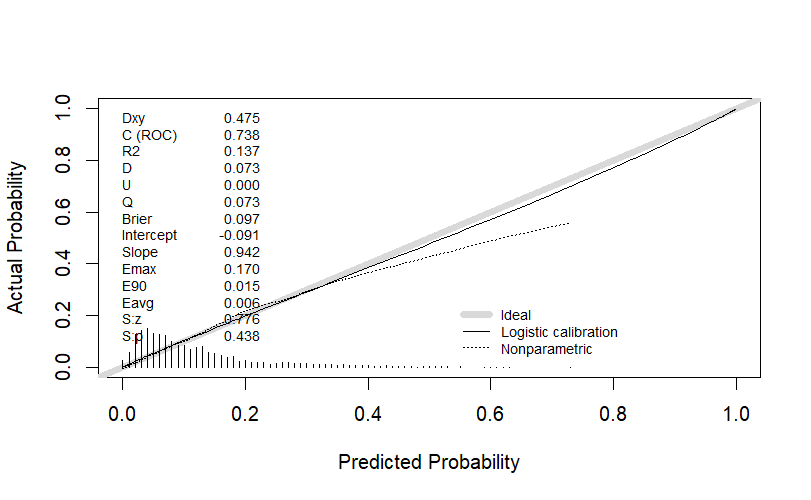 Actual Probability
1.0
0.8
0.6
0.4
0.2
0.0
Dxy 0.475
C (ROC) 0.738
R2 0.137
D 0.073
U 0.000
Q 0.073
Brier 0.097
Intercept -0.091
Slope 0.942
Emax 0.170
E90 0.015
Eavg 0.006
S:z 0.776
S:p 0.438
Ideal
Logistic calibration
Nonparametric
0.0 0.2 0.4 0.6 0.8 1.0
Predicted Probability